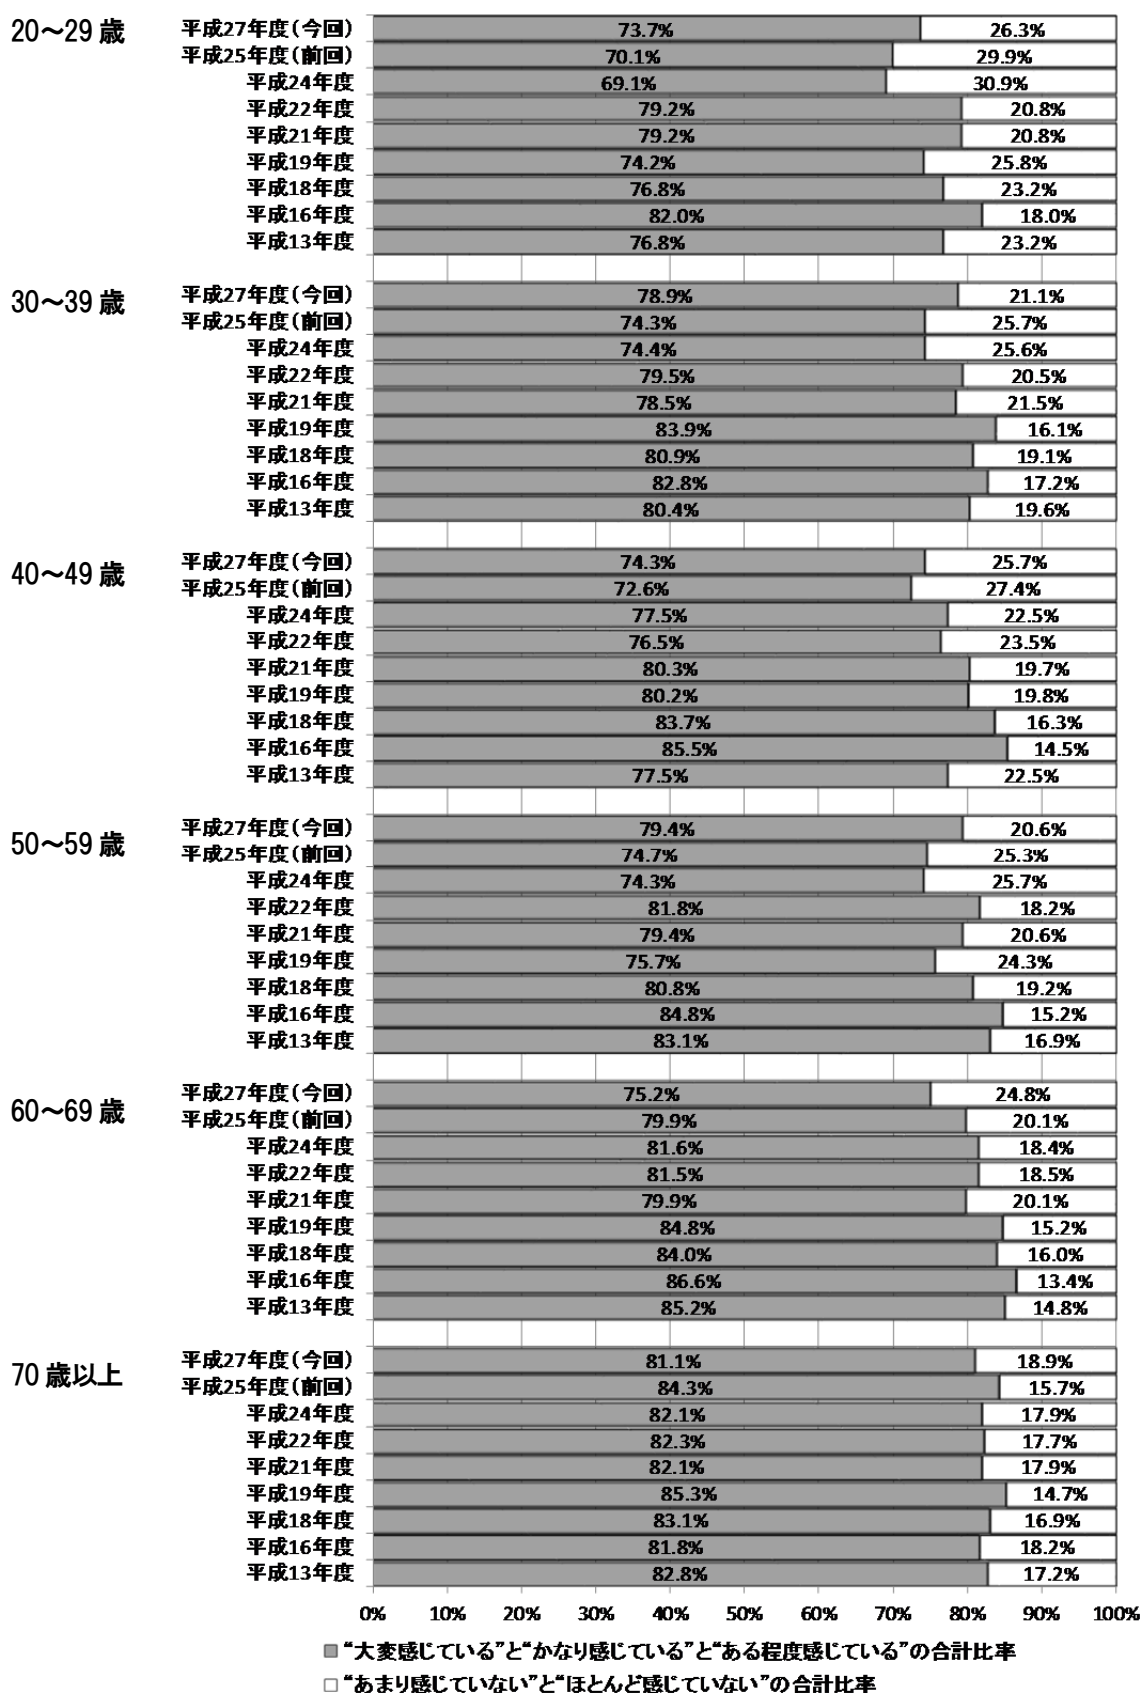 20～29 歳
平成27年度(今回) 73.7% 26.3%
平成25年度(前回) 70.1% 29.9%
平成24年度 69.1% 30.9%
平成22年度 79.2% 20.8%
平成21年度 79.2% 20.8%
平成19年度 74.2% 25.8%
平成18年度 76.8% 23.2%
平成16年度 82.0% 18.0%
平成13年度 76.8% 23.2%
30～39 歳
平成27年度(今回) 78.9% 21.1%
平成25年度(前回) 74.3% 25.7%
平成24年度 74.4% 25.6%
平成22年度 79.5% 20.5%
平成21年度 78.5% 21.5%
平成19年度 83.9% 16.1%
平成18年度 80.9% 19.1%
平成16年度 82.8% 17.2%
平成13年度 80.4% 19.6%
40～49 歳
平成27年度(今回) 74.3% 25.7%
平成25年度(前回) 72.6% 27.4%
平成24年度 77.5% 22.5%
平成22年度 76.5% 23.5%
平成21年度 80.3% 19.7%
平成19年度 80.2% 19.8%
平成18年度 83.7% 16.3%
平成16年度 85.5% 14.5%
平成13年度 77.5% 22.5%
50～59 歳
平成27年度(今回) 79.4% 20.6%
平成25年度(前回) 74.7% 25.3%
平成24年度 74.3% 25.7%
平成22年度 81.8% 18.2%
平成21年度 79.4% 20.6%
平成19年度 75.7% 24.3%
平成18年度 80.8% 19.2%
平成16年度 84.8% 15.2%
平成13年度 83.1% 16.9%
60～69 歳
平成27年度(今回) 75.2% 24.8%
平成25年度(前回) 79.9% 20.1%
平成24年度 81.6% 18.4%
平成22年度 81.5% 18.5%
平成21年度 79.9% 20.1%
平成19年度 84.8% 15.2%
平成18年度 84.0% 16.0%
平成16年度 86.6% 13.4%
平成13年度 85.2% 14.8%
70 歳以上
平成27年度(今回) 81.1% 18.9%
平成25年度(前回) 84.3% 15.7%
平成24年度 82.1% 17.9%
平成22年度 82.3% 17.7%
平成21年度 82.1% 17.9%
平成19年度 85.3% 14.7%
平成18年度 83.1% 16.9%
平成16年度 81.8% 18.2%
平成13年度 82.8% 17.2%
0% 10% 20% 30% 40% 50% 60% 70% 80% 90% 100%
“大変感じている”と“かなり感じている”と“ある程度感じている”の合計比率
“あまり感じていない”と“ほとんど感じていない”の合計比率